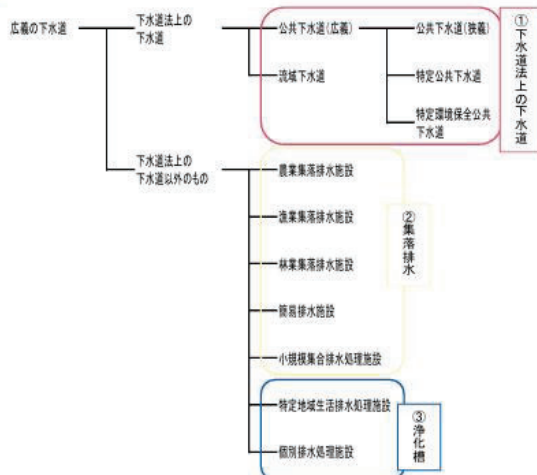 広義の下水道
下水道法上の
下水道
公共下水道(広義)
公共下水道(狭義)
流域下水道
特定公共下水道
特定環境保全公共
下水道
①下水道法上の下水道
下水道法上の
下水道以外のもの
農業集落排水施設
漁業集落排水施設
林業集落排水施設
簡易排水施設
小規模集合排水処理施設
②集落排水
特定地域生活排水処理施設
個別排水処理施設
③浄化槽